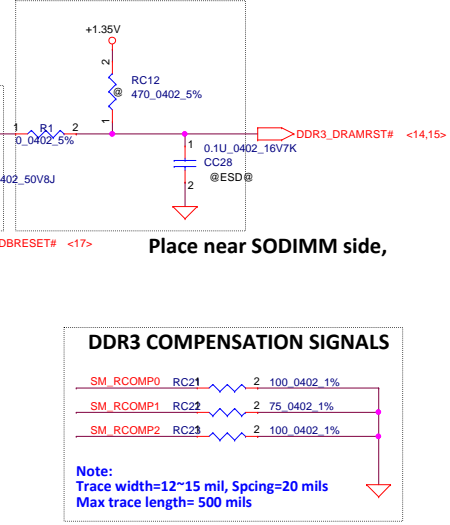 +1.35V
2
RC12
@
470_0402_5%
1
1 R1 2
0_0402_5%
DDR3_DRAMRST# <14,15>
1
0.1U_0402_16V7K
CC28
@ESD@
2
402_50V8J
DBRESET# <17>
Place near SODIMM side,
DDR3 COMPENSATION SIGNALS
SM_RCOMP0 RC21 1 2 100_0402_1%
SM_RCOMP1 RC22 1 2 75_0402_1%
SM_RCOMP2 RC23 1 2 100_0402_1%
Note:
Trace width=12~15 mil, Spcing=20 mils
Max trace length= 500 mils